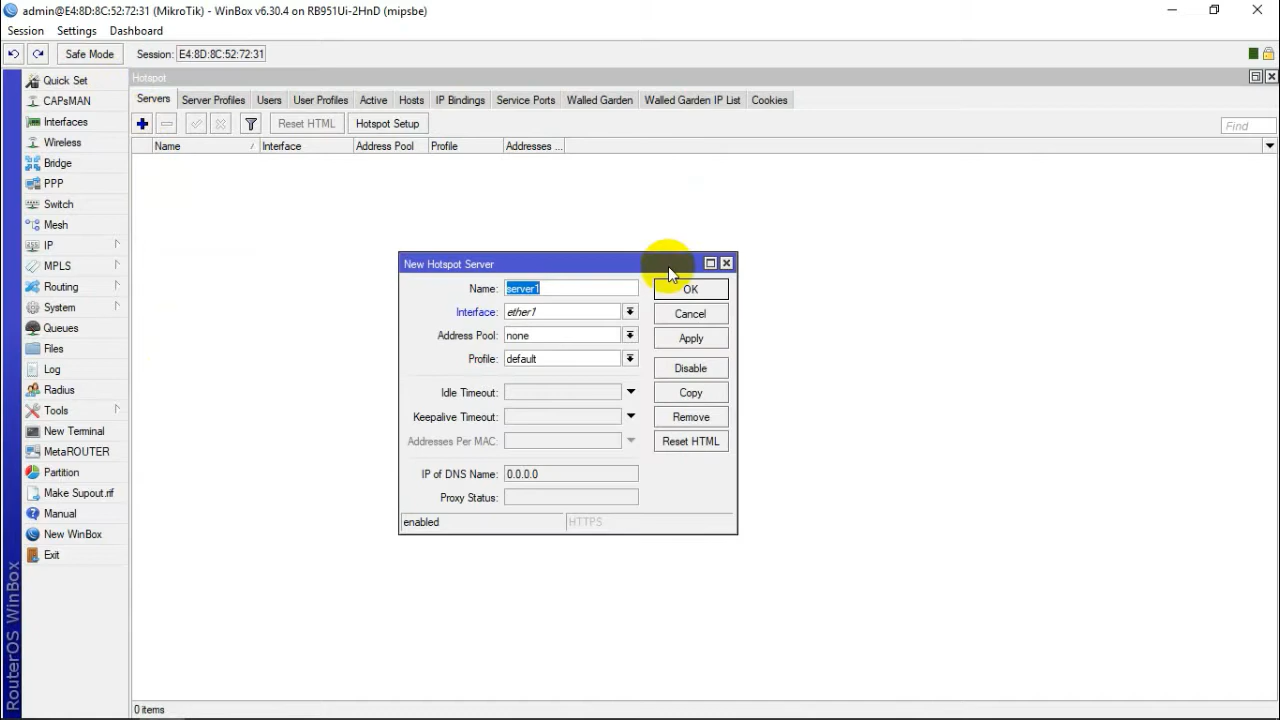 admin@E4:8D:8C:52:72:31 (MikroTik) - WinBox v6.30.4 on RB951Ui-2HnD (mipsbe)
Session Settings Dashboard
Safe Mode Session: E4:8D:8C:52:72:31
Quick Set
CAPsMAN
Interfaces
Wireless
Bridge
PPP
Switch
Mesh
IP
MPLS
Routing
System
Queues
Files
Log
Radius
Tools
New Terminal
MetaROUTER
Partition
Make Supout.rif
Manual
New WinBox
Exit
RouterOS WinBox
Hotspot
Servers Server Profiles Users User Profiles Active Hosts IP Bindings Service Ports Walled Garden Walled Garden IP List Cookies
Reset HTML Hotspot Setup Find
Name Interface Address Pool Profile Addresses ...
New Hotspot Server
Name: server1 OK
Interface: ether1 Cancel
Address Pool: none Apply
Profile: default
Disable
Idle Timeout: Copy
Keepalive Timeout: Remove
Addresses Per MAC: Reset HTML
IP of DNS Name: 0.0.0.0
Proxy Status:
enabled HTTPS
0 items